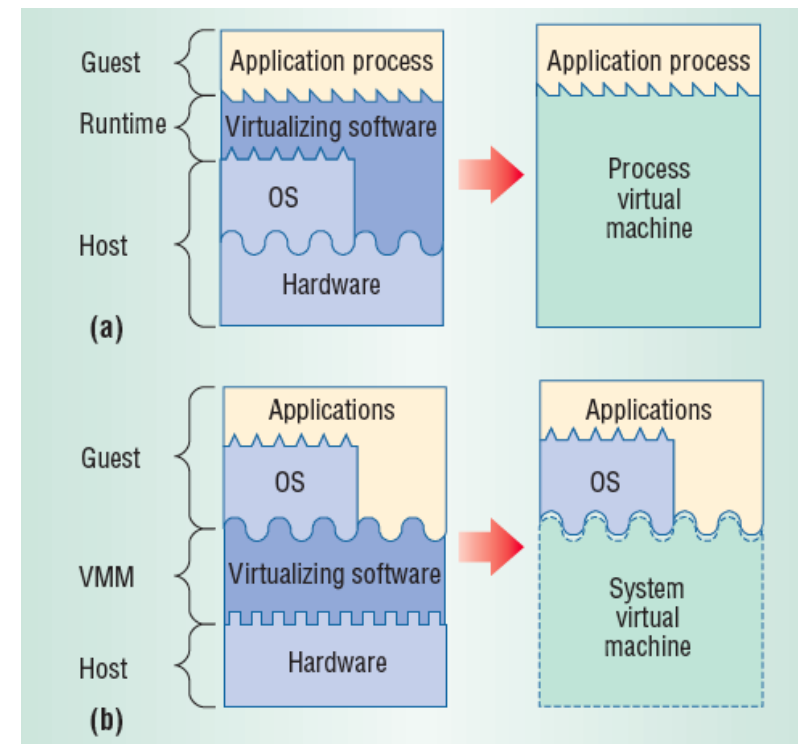 Guest
Application process
Runtime
Virtualizing software
OS
Host
Hardware
(a)
Application process
Process
virtual
machine
Applications
Guest
OS
VMM
Virtualizing software
Host
Hardware
(b)
Applications
OS
System
virtual
machine